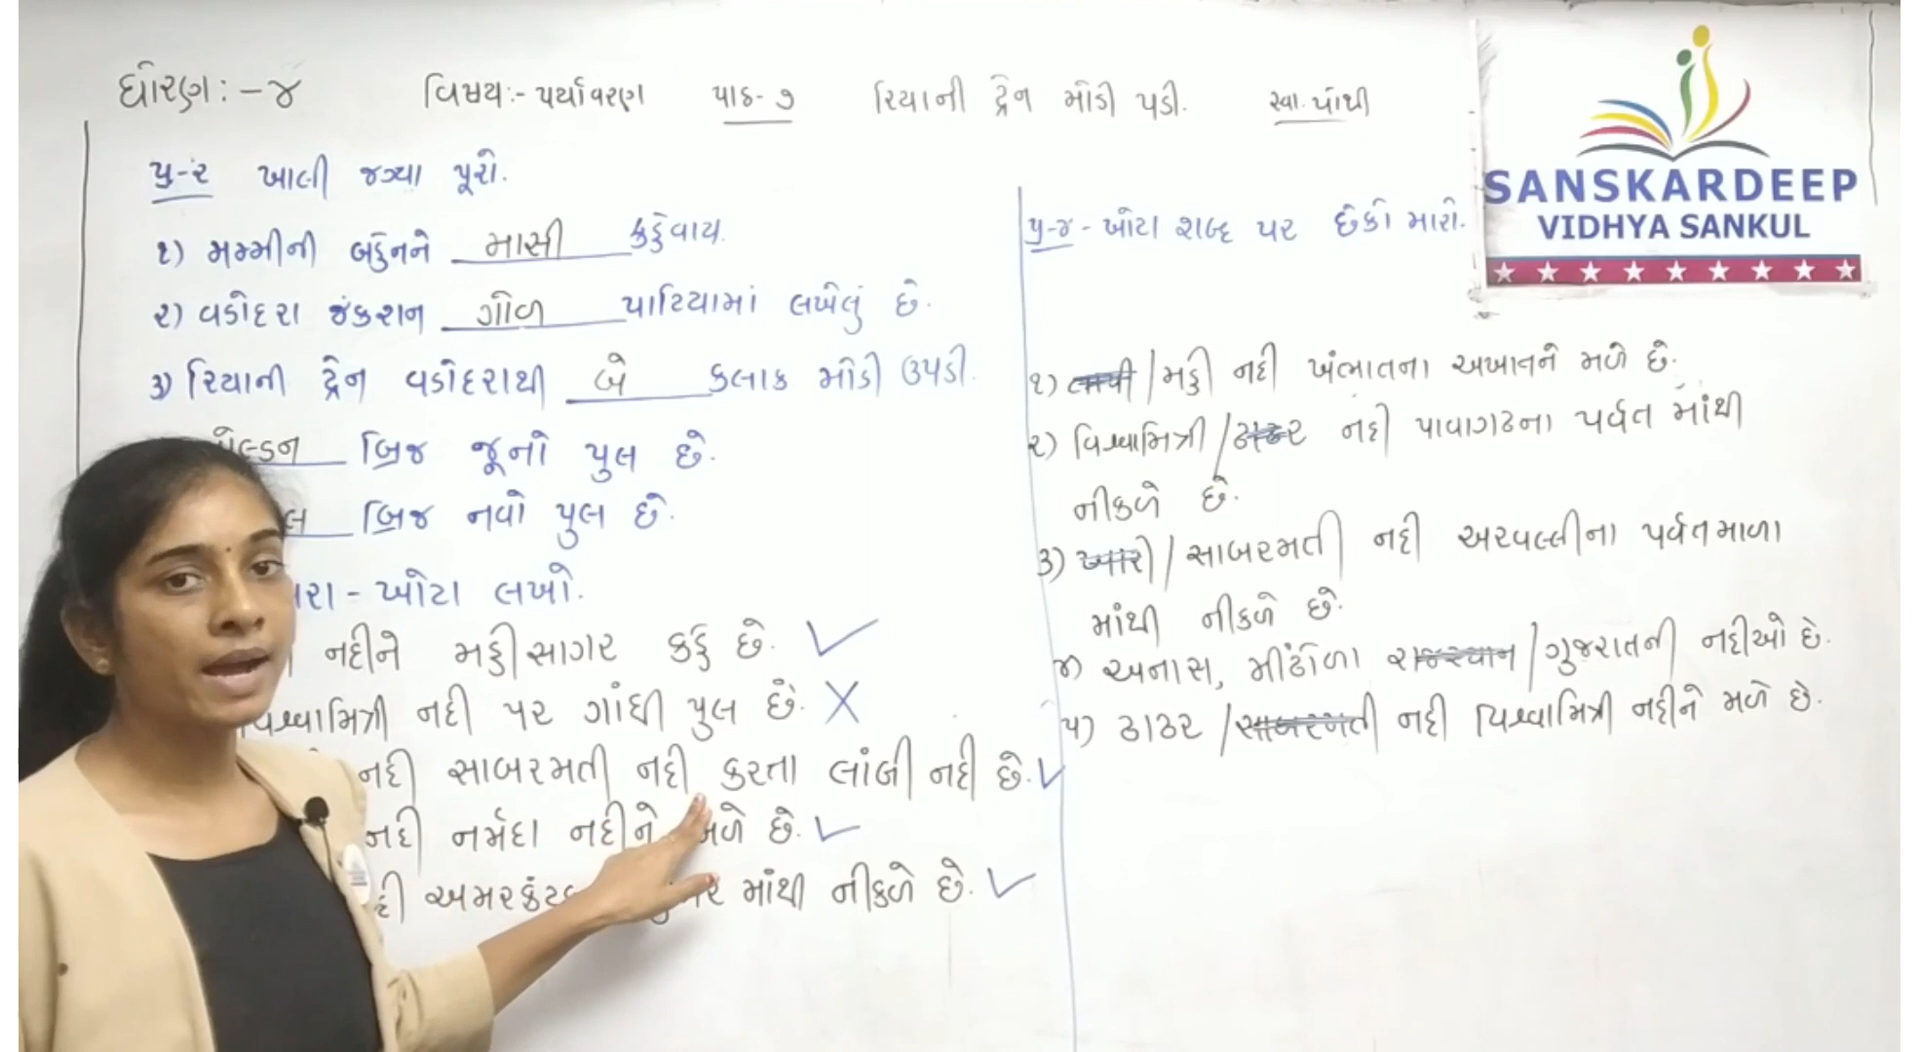 ધોરણ:-૪ વિષય:- પર્યાવરણ પાઠ-૭ રિયાની ટ્રેન મોડી પડી. સ્વા. પોથી
પ્ર-૨ ખાલી જગ્યા પૂરો.
૧) મમ્મીની બહેનને માસી કહેવાય.
૨) વડોદરા જંકશન ગોળ પાટિયામાં લખેલું છે.
૩) રિયાની ટ્રેન વડોદરાથી બે કલાક મોડી ઉપડી.
બ્રિજ જૂનો પુલ છે.
બ્રિજ નવો પુલ છે.
ખોટા લખો.
નદીને મહીસાગર કહે છે. ✓
વિશ્વામિત્રી નદી પર ગાંધી પુલ છે. X
નદી સાબરમતી નદી કરતા લાંબી નદી છે. ✓
નદી નર્મદા નદીને મળે છે. ✓
માંથી નીકળે છે. ✓
પ્ર-૪ - ખોટા શબ્દ પર છેકો મારો.
૧) /મહી નદી ખંભાતના અખાતને મળે છે.
૨) વિશ્વામિત્રી/ઢાઢર નદી પાવાગઢના પર્વત માંથી
નીકળે છે.
૩) /સાબરમતી નદી અરવલ્લીના પર્વતમાળા
માંથી નીકળે છે.
૪) અનાસ, મીંઢોળા રાજસ્થાન/ગુજરાતની નદીઓ છે.
૫) ઢાઢર/સાબરમતી નદી વિશ્વામિત્રી નદીને મળે છે.
SANSKARDEEP
VIDHYA SANKUL